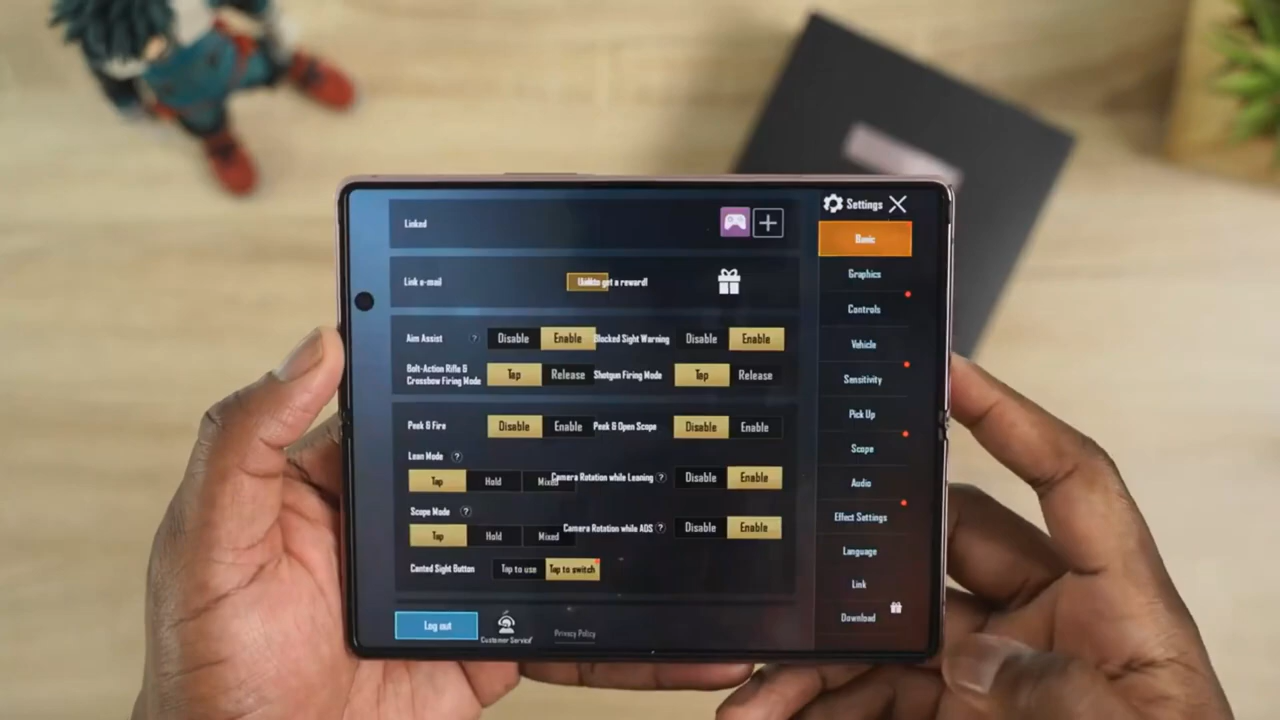 Linked
Settings
Basic
Link e-mail
get a reward!
Graphics
Controls
Aim Assist ? Disable Enable Blocked Sight Warning Disable Enable
Vehicle
Bolt-Action Rifle &
Crossbow Firing Mode Tap Release Shotgun Firing Mode Tap Release
Sensitivity
Pick Up
Peek & Fire Disable Enable Peek & Open Scope Disable Enable
Scope
Lean Mode ?
Tap Hold Mixed Camera Rotation while Leaning ? Disable Enable
Audio
Scope Mode ?
Effect Settings
Tap Hold Mixed Camera Rotation while ADS ? Disable Enable
Language
Canted Sight Button Tap to use Tap to switch
Link
Download
Log out
Customer Service
Privacy Policy